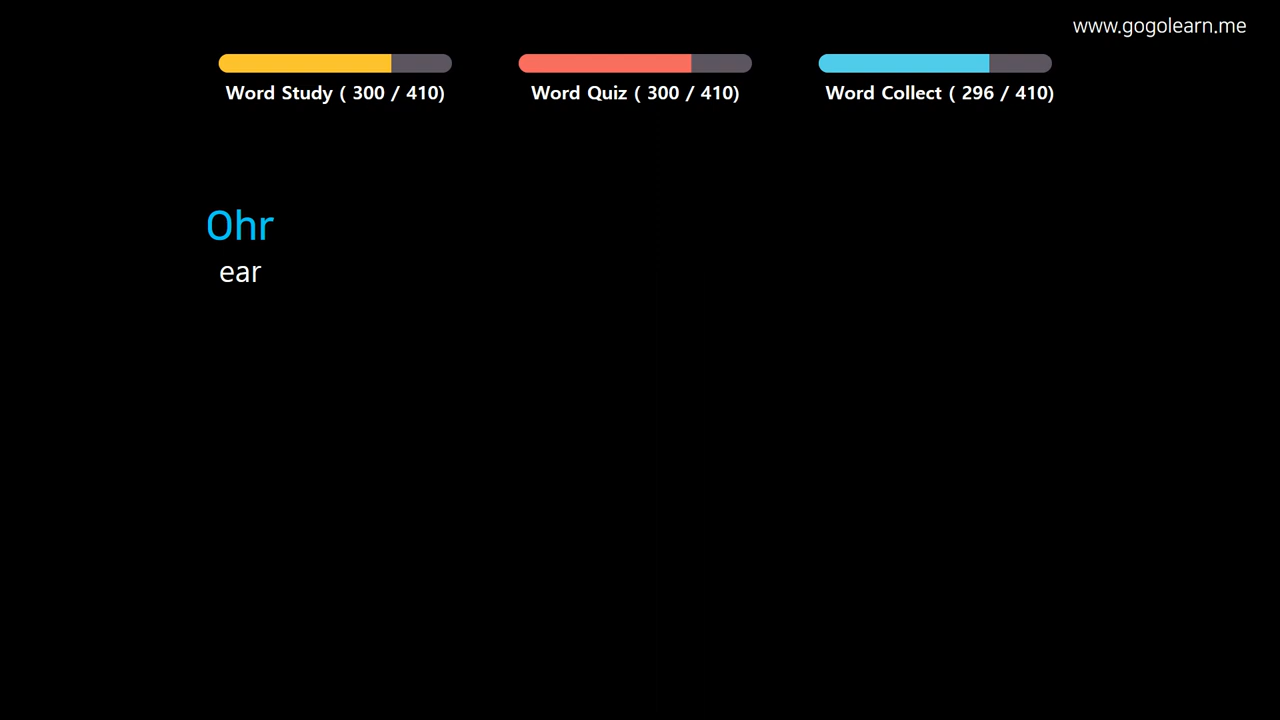 www.gogolearn.me
Word Study ( 300 / 410)
Word Quiz ( 300 / 410)
Word Collect ( 296 / 410)
Ohr
ear